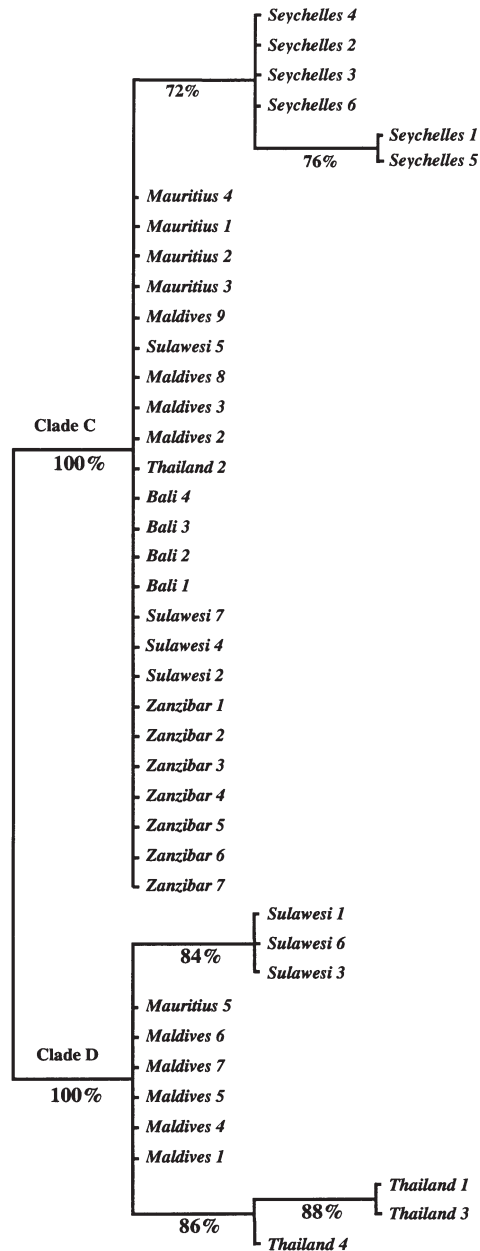 Seychelles 4
Seychelles 2
Seychelles 3
72%
Seychelles 6
Seychelles 1
76%
Seychelles 5
Mauritius 4
Mauritius 1
Mauritius 2
Mauritius 3
Maldives 9
Sulawesi 5
Maldives 8
Maldives 3
Clade C
Maldives 2
100%
Thailand 2
Bali 4
Bali 3
Bali 2
Bali 1
Sulawesi 7
Sulawesi 4
Sulawesi 2
Zanzibar 1
Zanzibar 2
Zanzibar 3
Zanzibar 4
Zanzibar 5
Zanzibar 6
Zanzibar 7
Sulawesi 1
Sulawesi 6
84%
Sulawesi 3
Mauritius 5
Maldives 6
Clade D
Maldives 7
100%
Maldives 5
Maldives 4
Maldives 1
Thailand 1
88%
Thailand 3
86%
Thailand 4